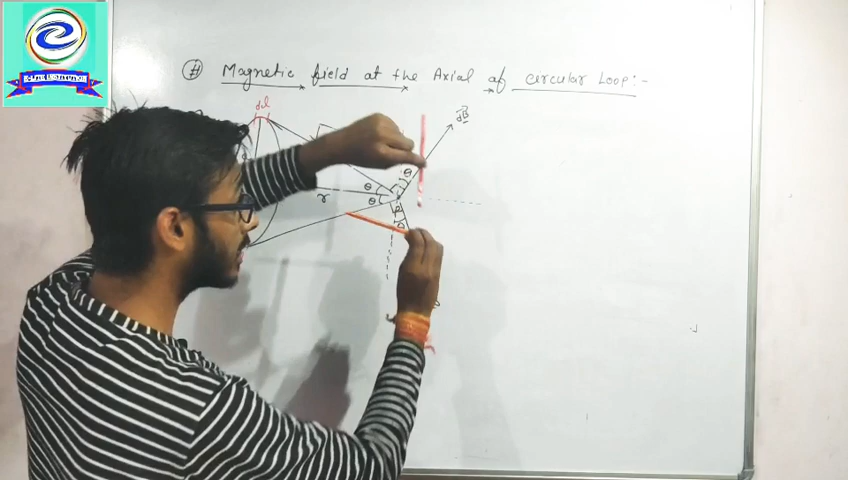 # Magnetic field at the Axial of circular Loop:-
dl
dB
θ
θ
r
θ
P
θ